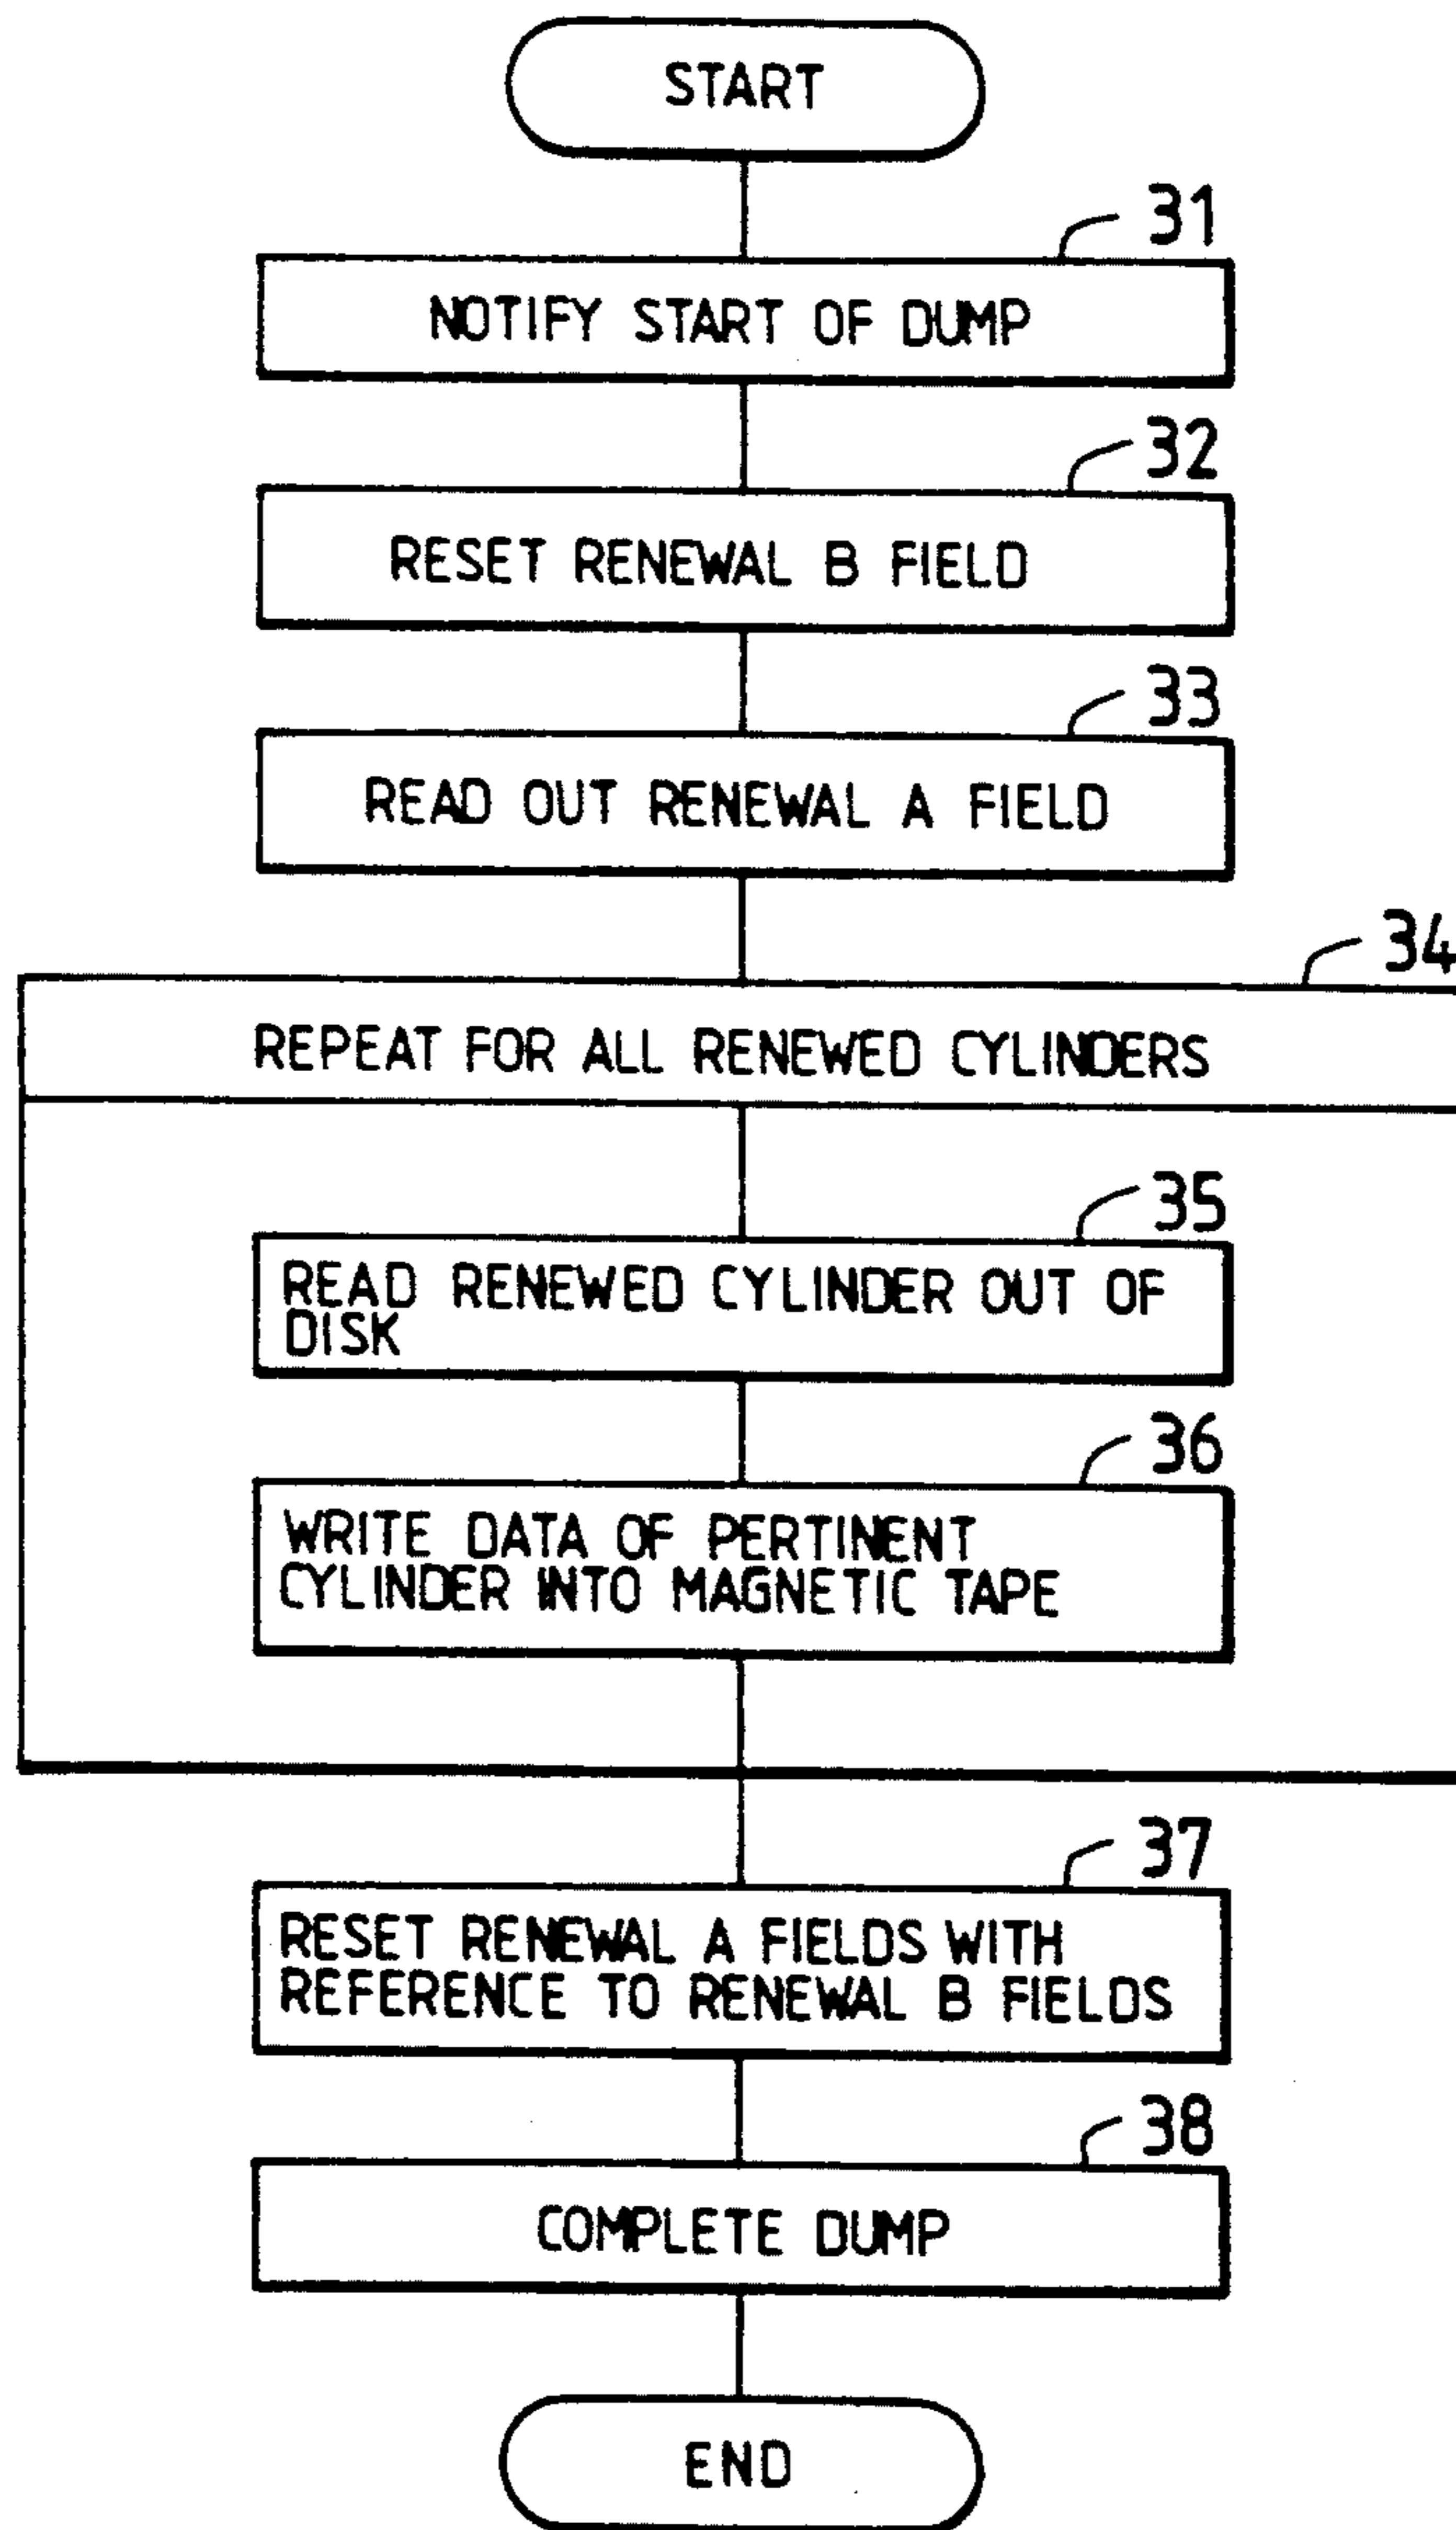 START
31
NOTIFY START OF DUMP
32
RESET RENEWAL B FIELD
33
READ OUT RENEWAL A FIELD
34
REPEAT FOR ALL RENEWED CYLINDERS
35
READ RENEWED CYLINDER OUT OF
DISK
36
WRITE DATA OF PERTINENT
CYLINDER INTO MAGNETIC TAPE
37
RESET RENEWAL A FIELDS WITH
REFERENCE TO RENEWAL B FIELDS
38
COMPLETE DUMP
END